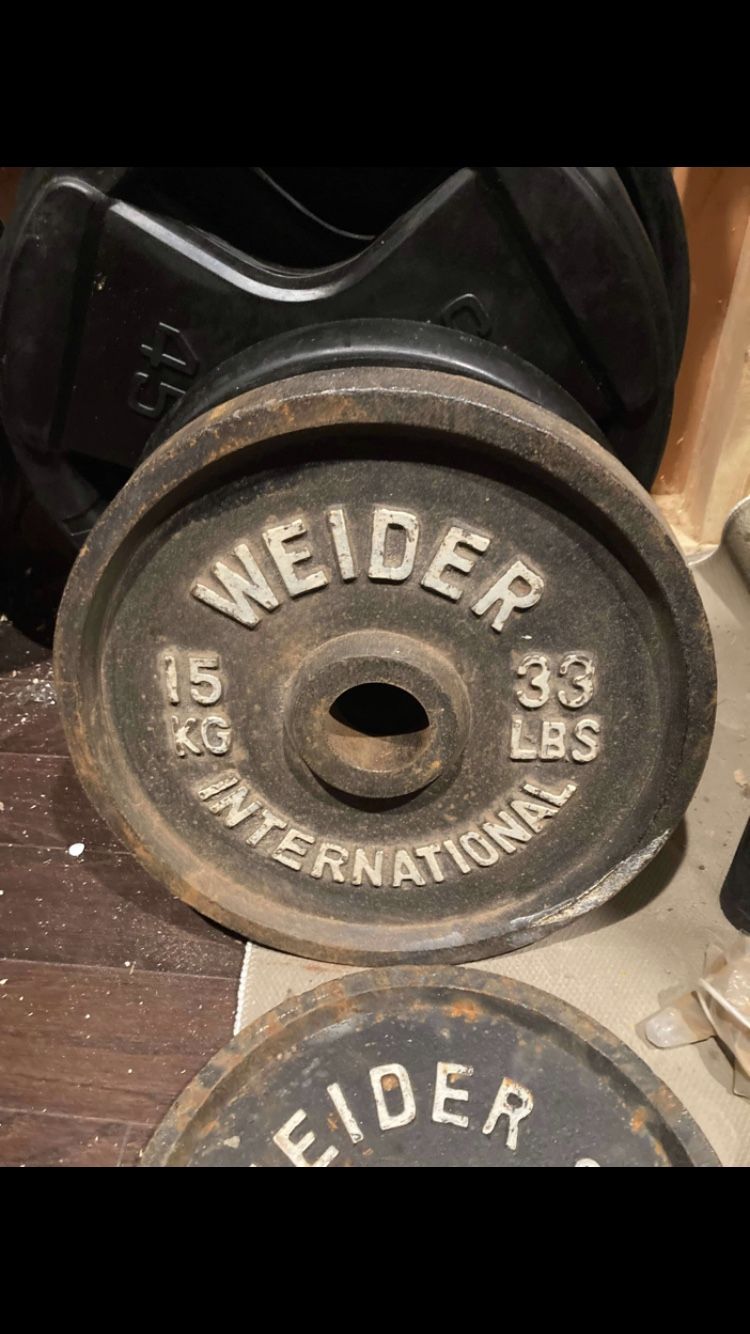 45
WEIDER
15 33
KG LBS
INTERNATIONAL
EIDER